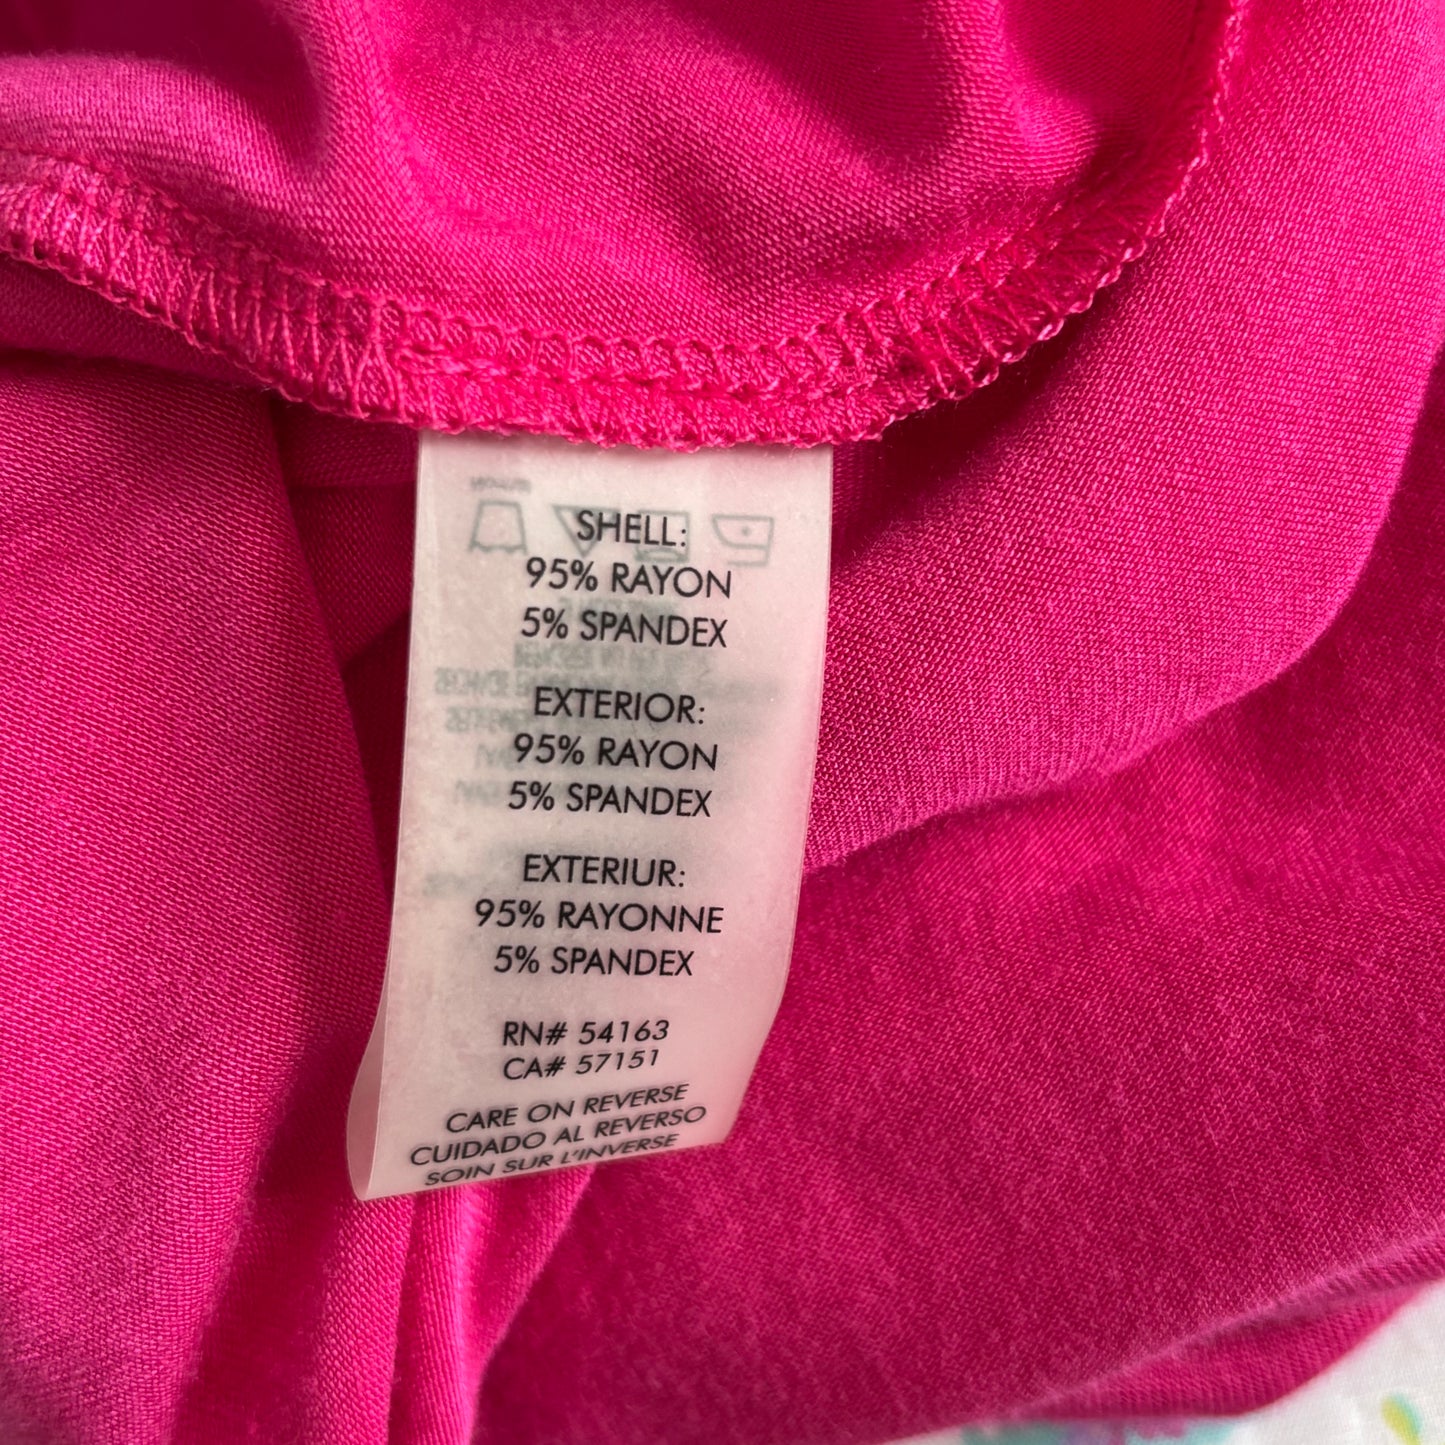 SHELL:
95% RAYON
5% SPANDEX
EXTERIOR:
95% RAYON
5% SPANDEX
EXTERIUR:
95% RAYONNE
5% SPANDEX
RN# 54163
CA# 57151
CARE ON REVERSE
CUIDADO AL REVERSO
SOIN SUR L'INVERSE